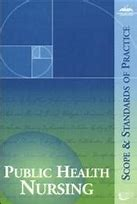 SCOPE & STANDARDS OF PRACTICE
PUBLIC HEALTH
NURSING